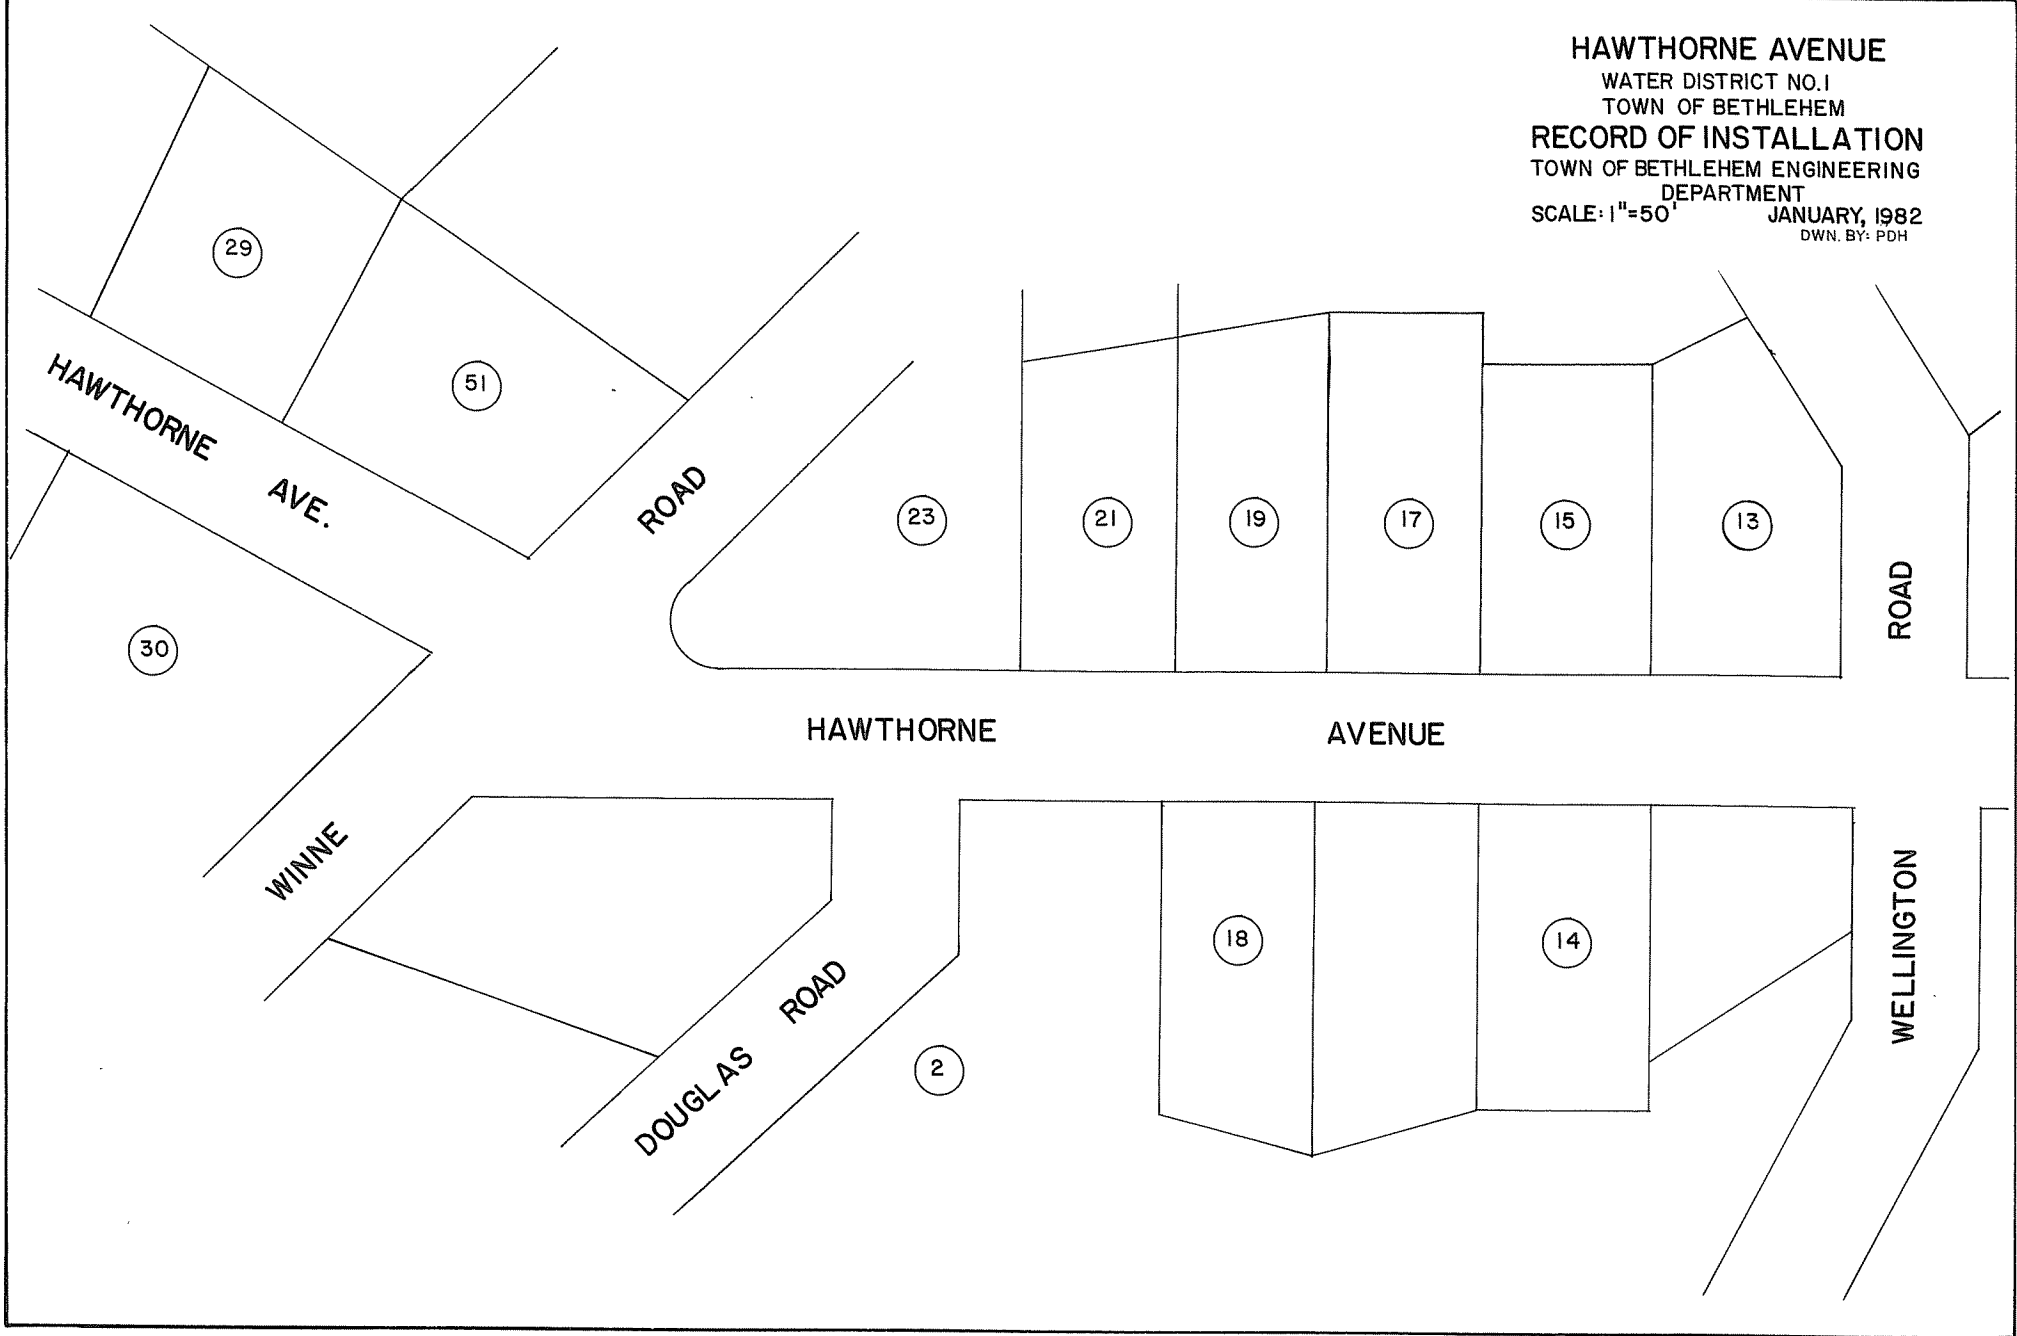 HAWTHORNE AVENUE
WATER DISTRICT NO.1
TOWN OF BETHLEHEM
RECORD OF INSTALLATION
TOWN OF BETHLEHEM ENGINEERING
DEPARTMENT
SCALE: 1"=50' JANUARY, 1982
DWN. BY: PDH
29
51
HAWTHORNE AVE.
ROAD
23
21
19
17
15
13
ROAD
30
HAWTHORNE AVENUE
WINNE
18
14
WELLINGTON
DOUGLAS ROAD
2